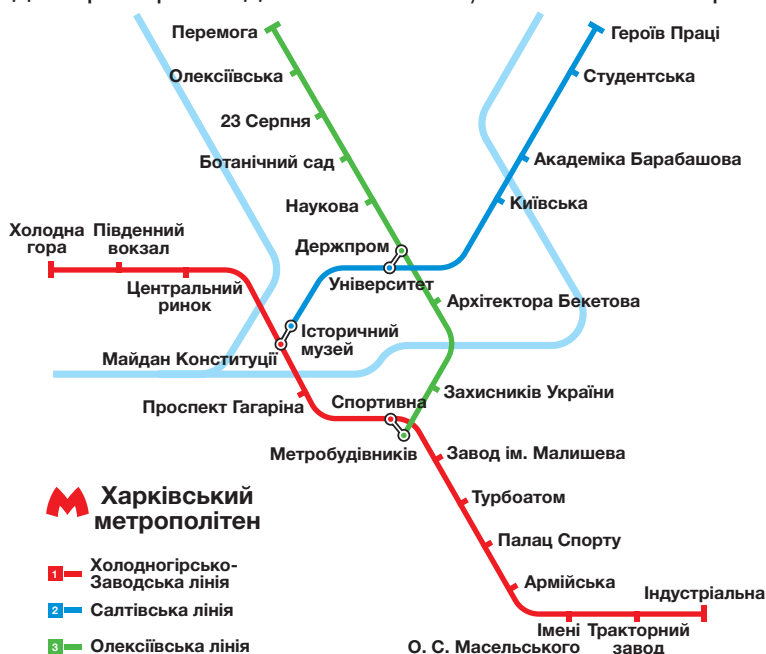 Перемога
Героїв Праці
Олексіївська
Студентська
23 Серпня
Ботанічний сад
Академіка Барабашова
Наукова
Київська
Холодна
гора
Південний
вокзал
Держпром
Центральний
ринок
Університет
Архітектора Бекетова
Історичний
музей
Майдан Конституції
Проспект Гагаріна
Спортивна
Захисників України
Метробудівників
Завод ім. Малишева
Турбоатом
Палац Спорту
Армійська
Індустріальна
Імені
О. С. Масельського
Тракторний
завод
Харківський
метрополітен
1
Холодногірсько-
Заводська лінія
2
Салтівська лінія
3
Олексіївська лінія